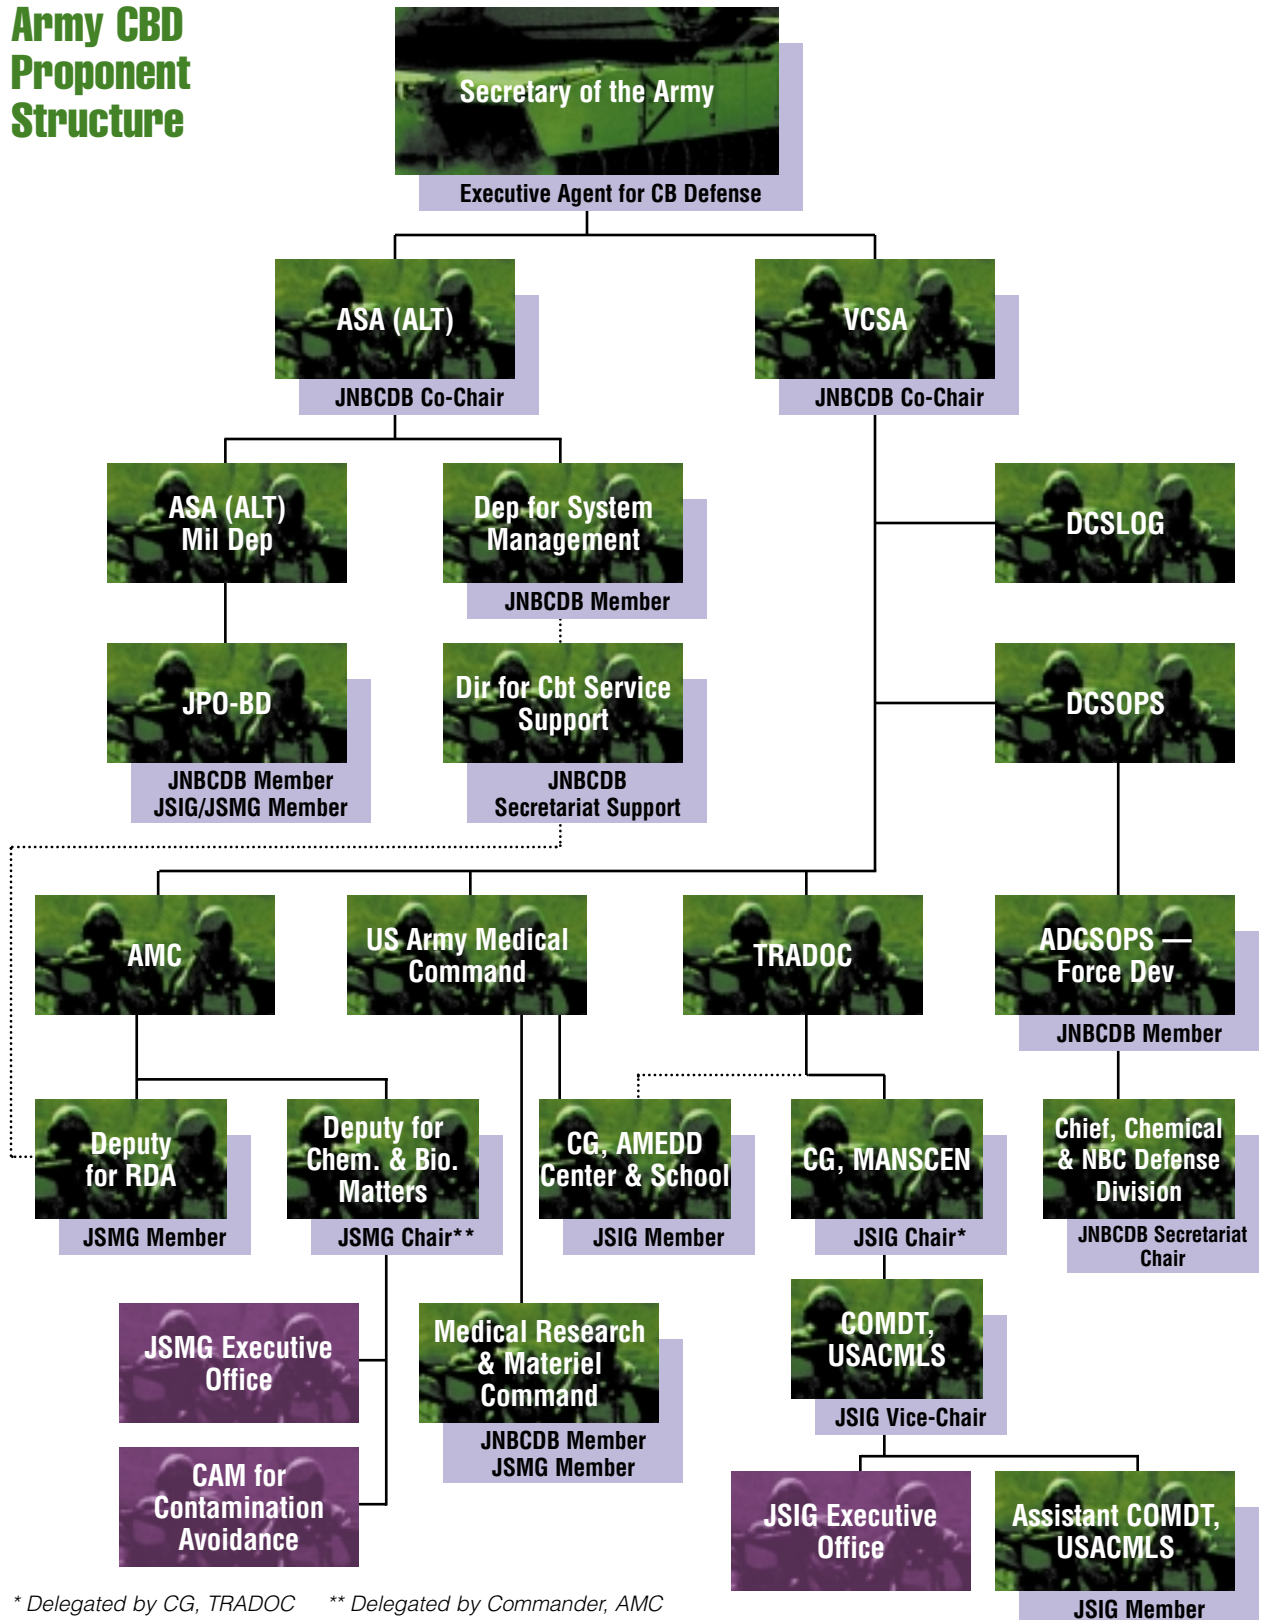 Army CBD
Proponent
Structure
Secretary of the Army
Executive Agent for CB Defense
ASA (ALT)
JNBCDB Co-Chair
VCSA
JNBCDB Co-Chair
ASA (ALT)
Mil Dep
Dep for System
Management
JNBCDB Member
DCSLOG
JPO-BD
JNBCDB Member
JSIG/JSMG Member
Dir for Cbt Service
Support
JNBCDB
Secretariat Support
DCSOPS
AMC
US Army Medical
Command
TRADOC
ADCSOPS —
Force Dev
JNBCDB Member
Deputy
for RDA
JSMG Member
Deputy for
Chem. & Bio.
Matters
JSMG Chair**
CG, AMEDD
Center & School
JSIG Member
CG, MANSCEN
JSIG Chair*
Chief, Chemical
& NBC Defense
Division
JNBCDB Secretariat
Chair
JSMG Executive
Office
Medical Research
& Materiel
Command
JNBCDB Member
JSMG Member
COMDT,
USACMLS
JSIG Vice-Chair
CAM for
Contamination
Avoidance
JSIG Executive
Office
Assistant COMDT,
USACMLS
JSIG Member
* Delegated by CG, TRADOC ** Delegated by Commander, AMC